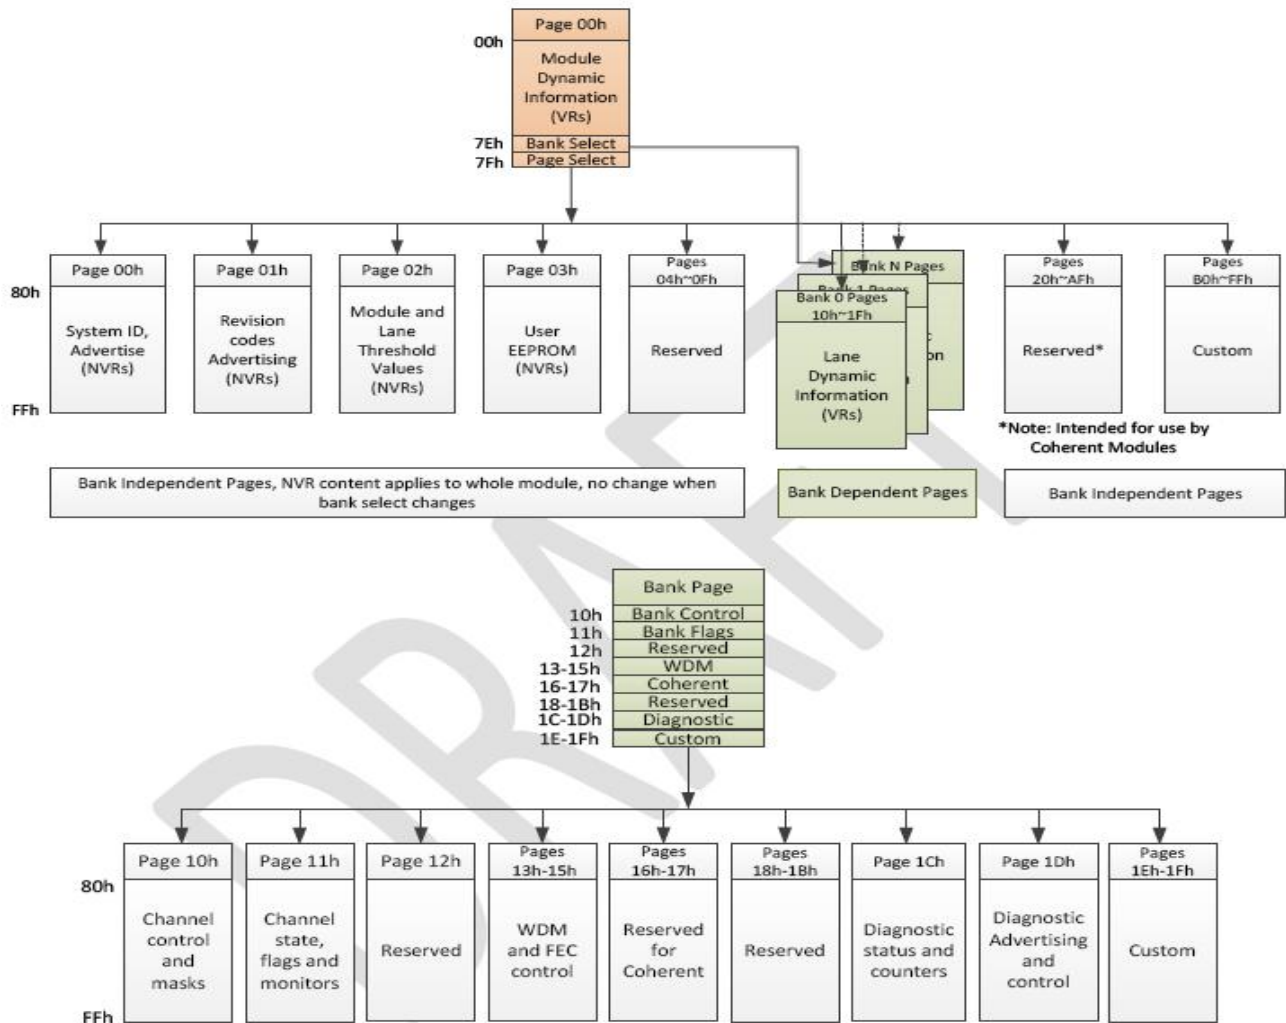 Page 00h
00h
Module
Dynamic
Information
(VRs)
7Eh
Bank Select
7Fh
Page Select
Page 00h
80h
System ID,
Advertise
(NVRs)
FFh
Page 01h
Revision
codes
Advertising
(NVRs)
Page 02h
Module and
Lane
Threshold
Values
(NVRs)
Page 03h
User
EEPROM
(NVRs)
Pages
04h~0Fh
Reserved
Bank N Pages
Bank 1 Pages
Bank 0 Pages
10h~1Fh
Lane
Dynamic
Information
(VRs)
Pages
20h~AFh
Reserved*
Pages
B0h~FFh
Custom
*Note: Intended for use by
Coherent Modules
Bank Independent Pages, NVR content applies to whole module, no change when
bank select changes
Bank Dependent Pages
Bank Independent Pages
Bank Page
10h Bank Control
11h Bank Flags
12h Reserved
13-15h WDM
16-17h Coherent
18-1Bh Reserved
1C-1Dh Diagnostic
1E-1Fh Custom
Page 10h
80h
Channel
control
and
masks
FFh
Page 11h
Channel
state,
flags and
monitors
Page 12h
Reserved
Pages
13h-15h
WDM
and FEC
control
Pages
16h-17h
Reserved
for
Coherent
Pages
18h-1Bh
Reserved
Page 1Ch
Diagnostic
status and
counters
Page 1Dh
Diagnostic
Advertising
and
control
Pages
1Eh-1Fh
Custom
DRAFT